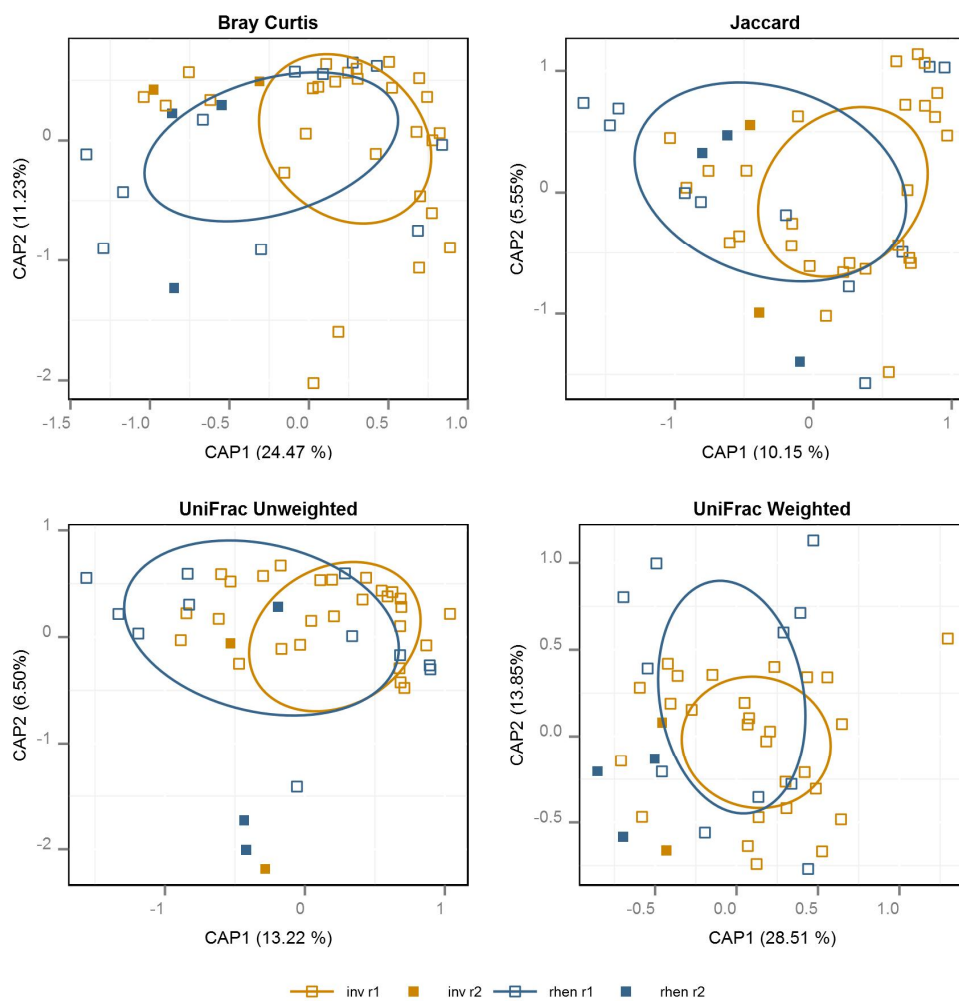 Bray Curtis
Jaccard
0
-1
-2
CAP2 (11.23%)
-1.5 -1.0 -0.5 0.0 0.5 1.0
CAP1 (24.47 %)
1
0
-1
CAP2 (5.55%)
-1 0 1
CAP1 (10.15 %)
UniFrac Unweighted
UniFrac Weighted
1
0
-1
-2
CAP2 (6.50%)
-1 0 1
CAP1 (13.22 %)
1.0
0.5
0.0
-0.5
CAP2 (13.85%)
-0.5 0.0 0.5 1.0
CAP1 (28.51 %)
inv r1 inv r2 rhen r1 rhen r2